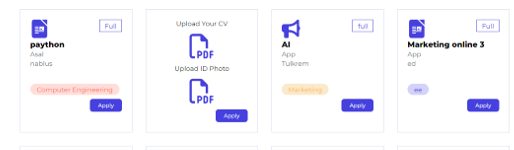 Full
paython
Asal
nablus
Computer Engineering
Apply
Upload Your CV
PDF
Upload ID Photo
PDF
Apply
full
AI
App
Tulkrem
Marketing
Apply
Full
Marketing online 3
App
ed
ee
Apply